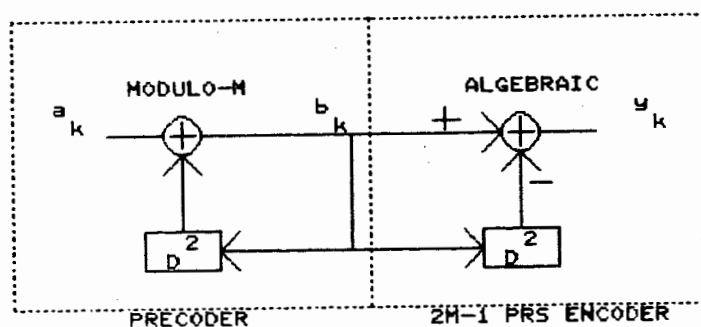 MODULO-M
ALGEBRAIC
a k
b k
+
y k
+
+
−
D 2
D 2
PRECODER
2M-1 PRS ENCODER